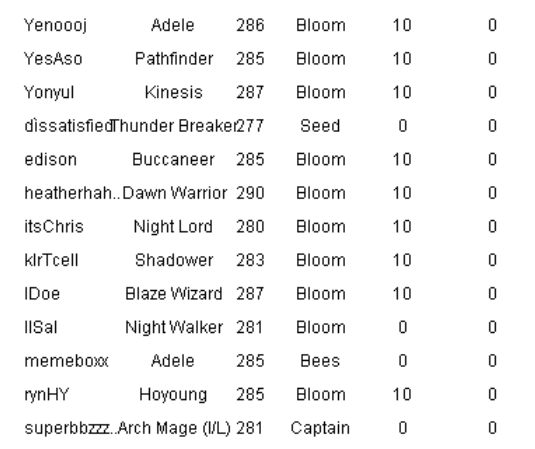 Yenoooj Adele 286 Bloom 10 0
YesAso Pathfinder 285 Bloom 10 0
Yonyul Kinesis 287 Bloom 10 0
dìssatisfied Thunder Breaker 277 Seed 0 0
edison Buccaneer 285 Bloom 10 0
heatherhah.. Dawn Warrior 290 Bloom 10 0
itsChris Night Lord 280 Bloom 10 0
klrTcell Shadower 283 Bloom 10 0
lDoe Blaze Wizard 287 Bloom 10 0
llSal Night Walker 281 Bloom 0 0
memeboxx Adele 285 Bees 0 0
rynHY Hoyoung 285 Bloom 10 0
superbbzzz.. Arch Mage (I/L) 281 Captain 0 0